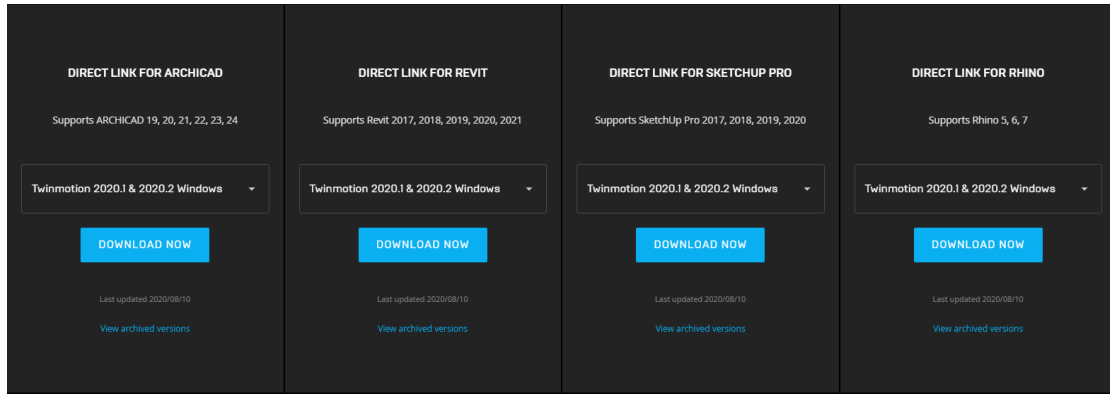 DIRECT LINK FOR ARCHICAD
Supports ARCHICAD 19, 20, 21, 22, 23, 24
Twinmotion 2020.1 & 2020.2 Windows
DOWNLOAD NOW
Last updated 2020/08/10
View archived versions
DIRECT LINK FOR REVIT
Supports Revit 2017, 2018, 2019, 2020, 2021
Twinmotion 2020.1 & 2020.2 Windows
DOWNLOAD NOW
Last updated 2020/08/10
View archived versions
DIRECT LINK FOR SKETCHUP PRO
Supports SketchUp Pro 2017, 2018, 2019, 2020
Twinmotion 2020.1 & 2020.2 Windows
DOWNLOAD NOW
Last updated 2020/08/10
View archived versions
DIRECT LINK FOR RHINO
Supports Rhino 5, 6, 7
Twinmotion 2020.1 & 2020.2 Windows
DOWNLOAD NOW
Last updated 2020/08/10
View archived versions